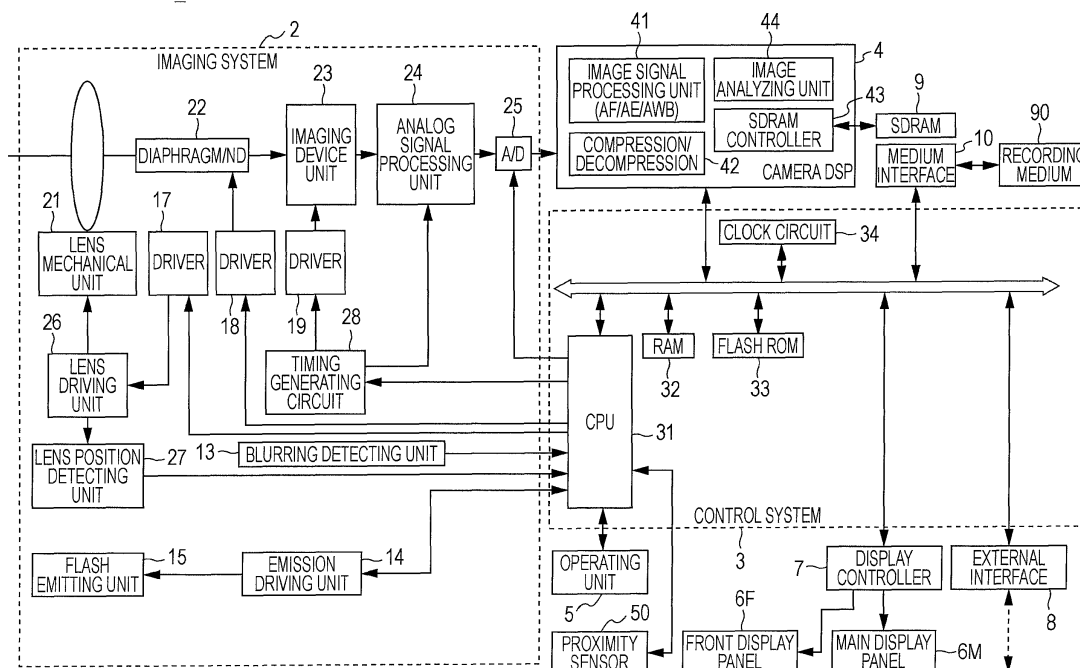 2
IMAGING SYSTEM
41
44
4
IMAGE SIGNAL
PROCESSING UNIT
(AF/AE/AWB)
IMAGE
ANALYZING UNIT
43
SDRAM
CONTROLLER
COMPRESSION/
DECOMPRESSION
42
CAMERA DSP
9
SDRAM
10
MEDIUM
INTERFACE
90
RECORDING
MEDIUM
22
DIAPHRAGM/ND
23
IMAGING
DEVICE
UNIT
24
ANALOG
SIGNAL
PROCESSING
UNIT
25
A/D
21
LENS
MECHANICAL
UNIT
17
DRIVER
DRIVER
18
DRIVER
19
CLOCK CIRCUIT
34
26
LENS
DRIVING
UNIT
28
TIMING
GENERATING
CIRCUIT
CPU
31
RAM
32
FLASH ROM
33
LENS POSITION
DETECTING
UNIT
27
13
BLURRING DETECTING UNIT
CONTROL SYSTEM
3
FLASH
EMITTING UNIT
15
EMISSION
DRIVING UNIT
14
OPERATING
UNIT
5
50
PROXIMITY
SENSOR
7
DISPLAY
CONTROLLER
EXTERNAL
INTERFACE
8
6F
FRONT DISPLAY
PANEL
MAIN DISPLAY
PANEL
6M